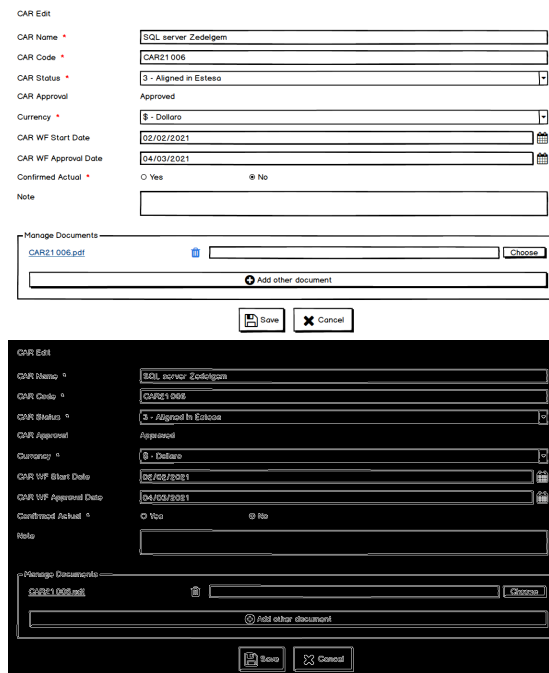 CAR Edit
CAR Name * SQL server Zedelgem
CAR Code * CAR21006
CAR Status * 3 - Aligned in Estesa
CAR Approval Approved
Currency * $ - Dollaro
CAR WF Start Date 02/02/2021
CAR WF Approval Date 04/03/2021
Confirmed Actual * Yes No
Note
Manage Documents
CAR21006.pdf Choose
Add other document
Save Cancel
CAR Edit
CAR Name * SQL server Zedelgem
CAR Code * CAR21006
CAR Status * 3 - Aligned in Estesa
CAR Approval Approved
Currency * $ - Dollaro
CAR WF Start Date 02/02/2021
CAR WF Approval Date 04/03/2021
Confirmed Actual * Yes No
Note
Manage Documents
CAR21006.pdf Choose
Add other document
Save Cancel